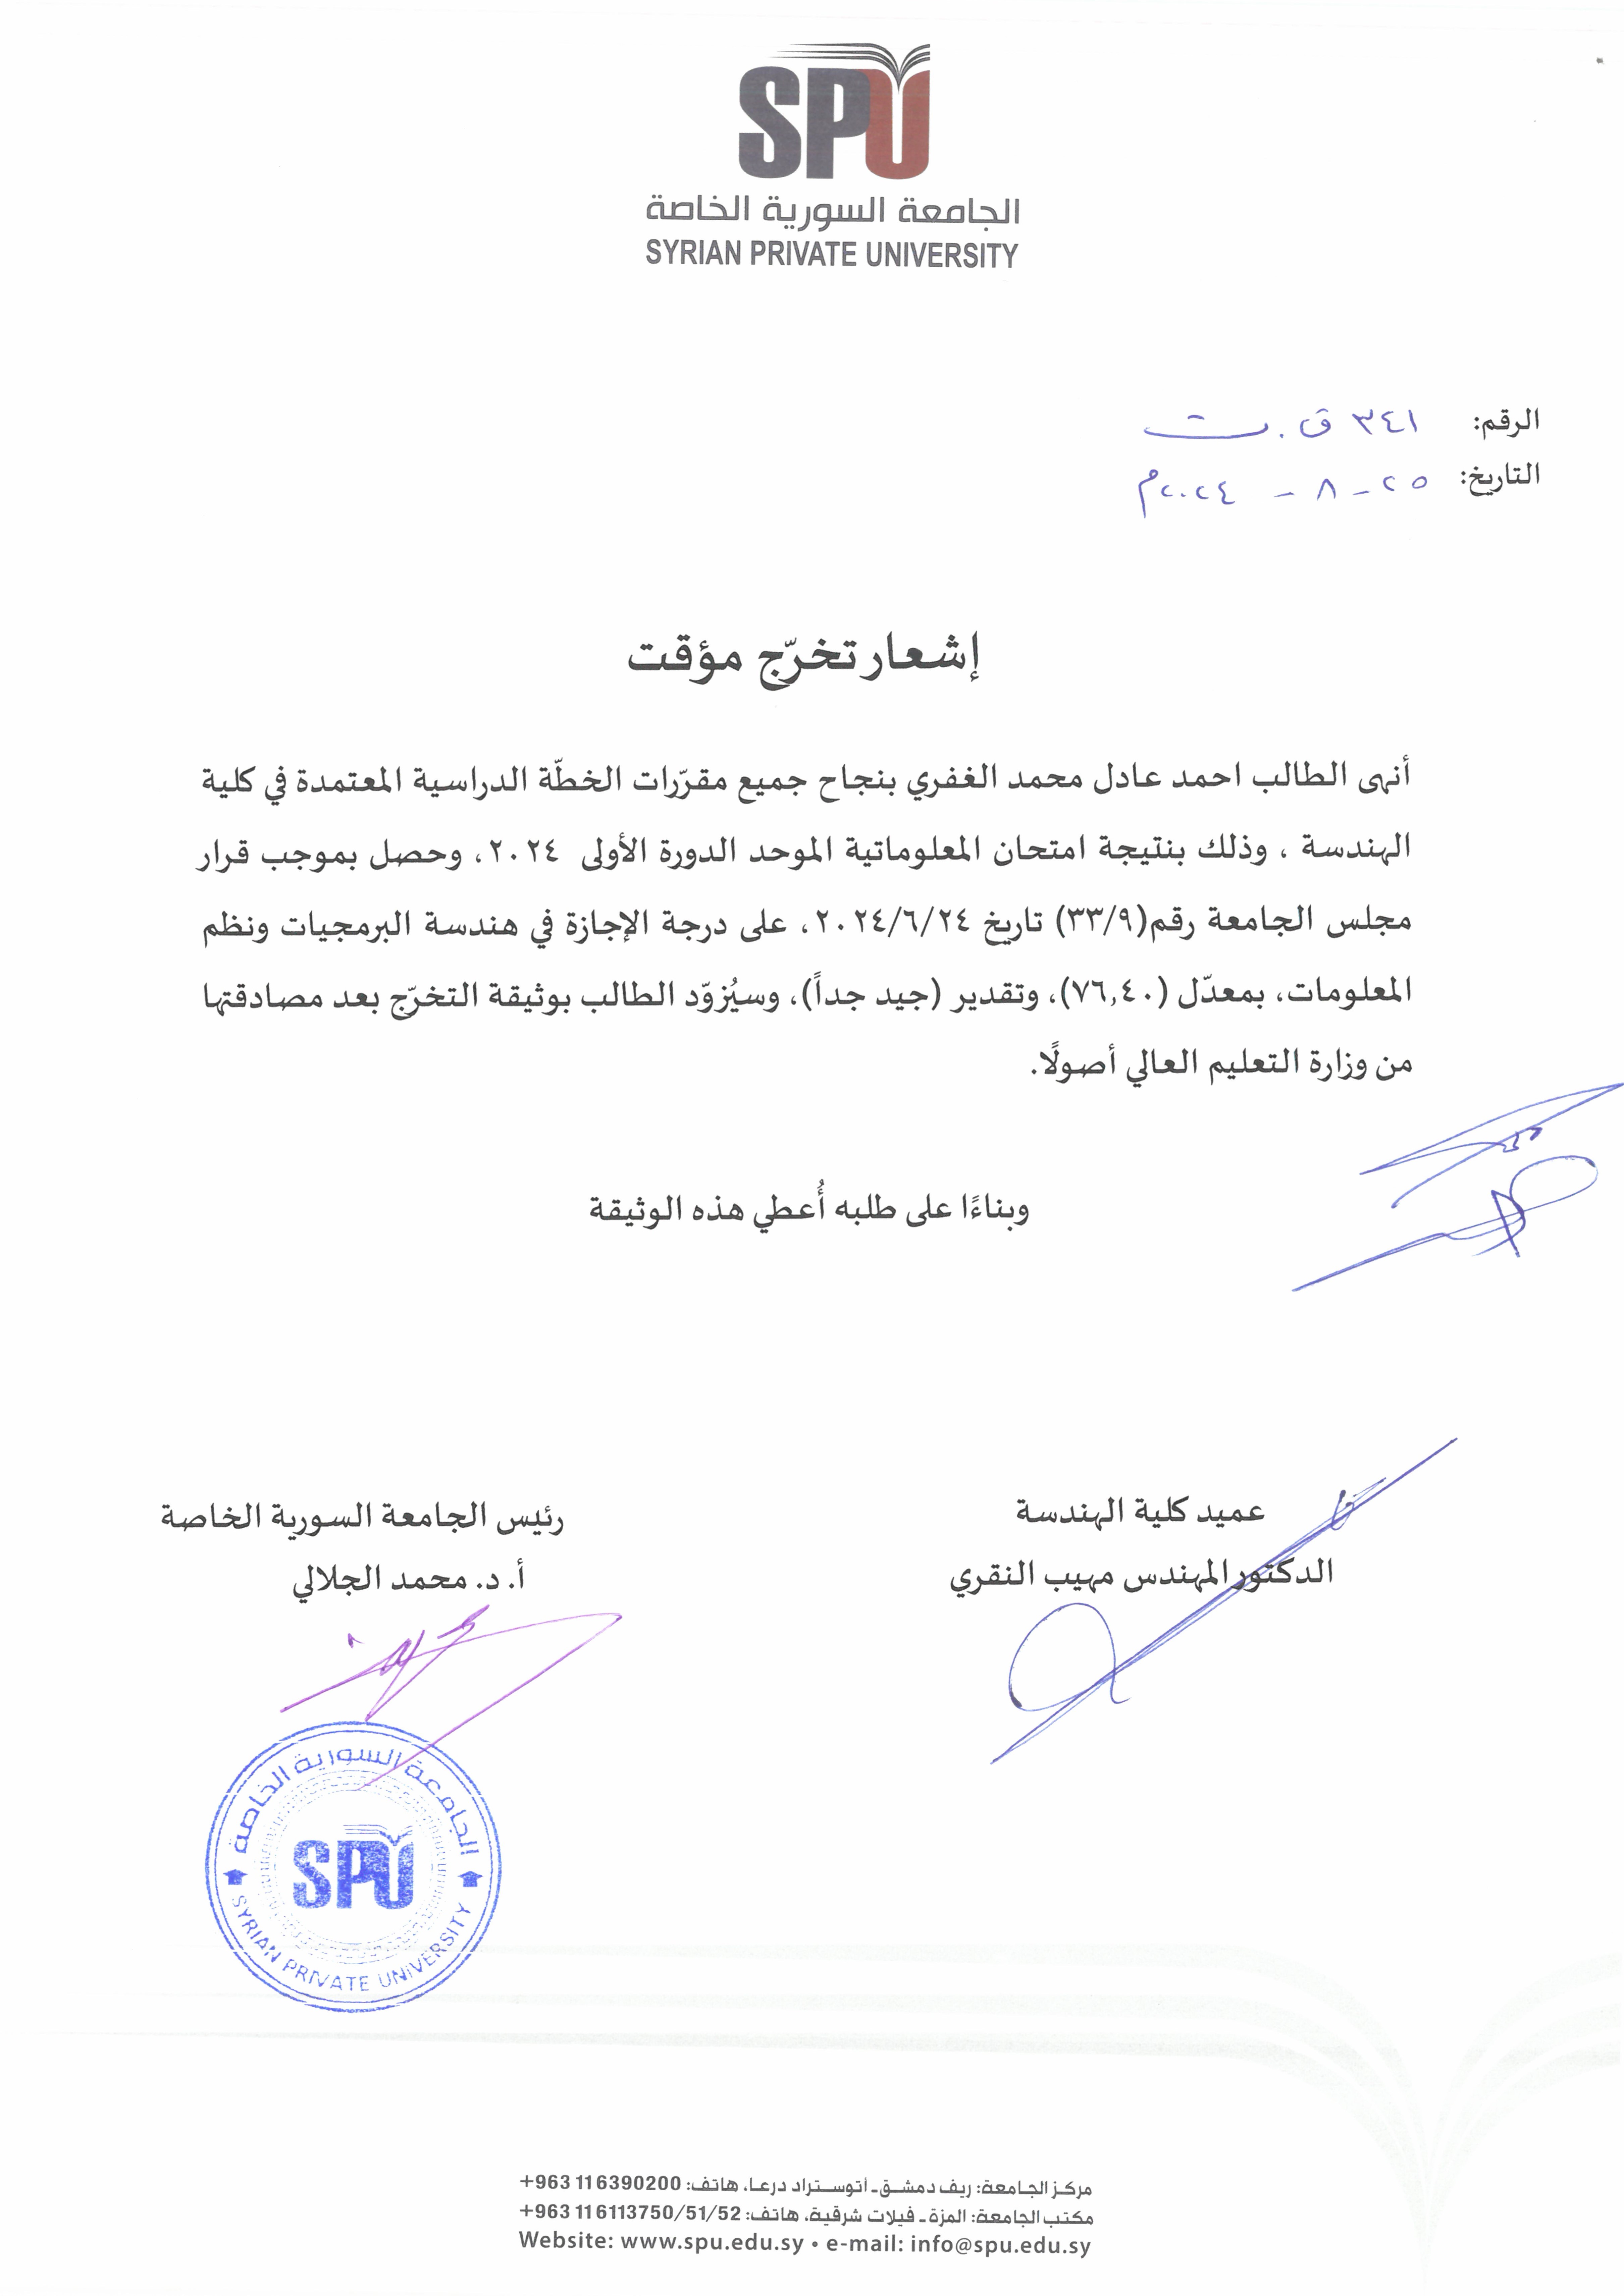 SPU
الجامعة السورية الخاصة
SYRIAN PRIVATE UNIVERSITY
الرقم: ٣٤١ ق.ت
التاريخ: ٢٥ - ٨ - ٢٠٢٤م
إشعار تخرّج مؤقت
أنهى الطالب احمد عادل محمد الغفري بنجاح جميع مقرّرات الخطّة الدراسية المعتمدة في كلية
الهندسة ، وذلك بنتيجة امتحان المعلوماتية الموحد الدورة الأولى ٢٠٢٤، وحصل بموجب قرار
مجلس الجامعة رقم(٣٣/٩) تاريخ ٢٠٢٤/٦/٢٤، على درجة الإجازة في هندسة البرمجيات ونظم
المعلومات، بمعدّل (٧٦,٤٠)، وتقدير (جيد جداً)، وسيُزوّد الطالب بوثيقة التخرّج بعد مصادقتها
من وزارة التعليم العالي أصولًا.
وبناءًا على طلبه أُعطي هذه الوثيقة
عميد كلية الهندسة
الدكتور المهندس مهيب النقري
رئيس الجامعة السورية الخاصة
أ. د. محمد الجلالي
الجامعة السورية الخاصة
SPU
SYRIAN PRIVATE UNIVERSITY
مركز الجامعة: ريف دمشق - أتوستراد درعا، هاتف: 6390200 11 963+
مكتب الجامعة: المزة - فيلات شرقية، هاتف: 6113750/51/52 11 963+
Website: www.spu.edu.sy • e-mail: info@spu.edu.sy